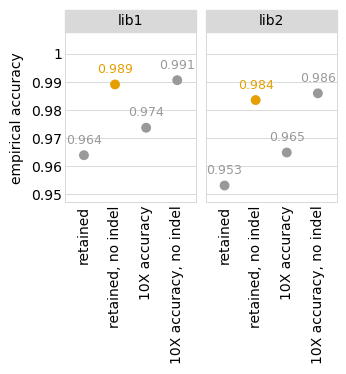 lib1
lib2
empirical accuracy
1
0.99
0.98
0.97
0.96
0.95
0.964
0.989
0.974
0.991
0.953
0.984
0.965
0.986
retained
retained, no indel
10X accuracy
10X accuracy, no indel
retained
retained, no indel
10X accuracy
10X accuracy, no indel